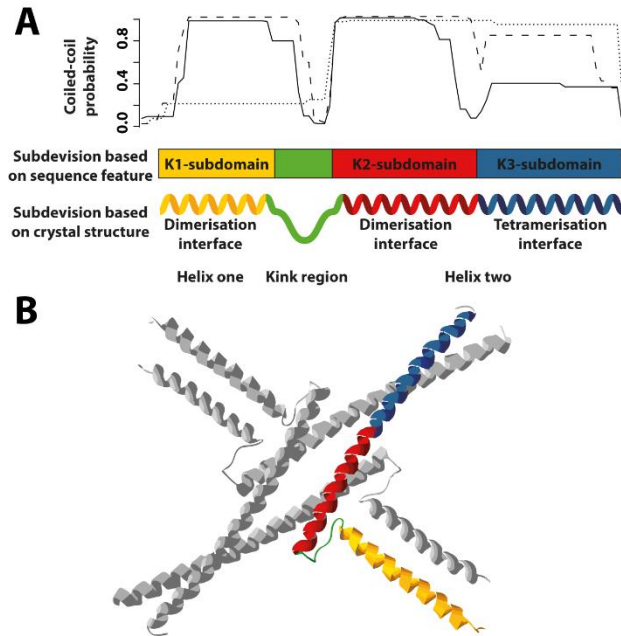 A
Coiled-coil
probability
0.8
0.4
0.0
Subdevision based
on sequence feature
K1-subdomain
K2-subdomain
K3-subdomain
Subdevision based
on crystal structure
Dimerisation
interface
Dimerisation
interface
Tetramerisation
interface
Helix one
Kink region
Helix two
B